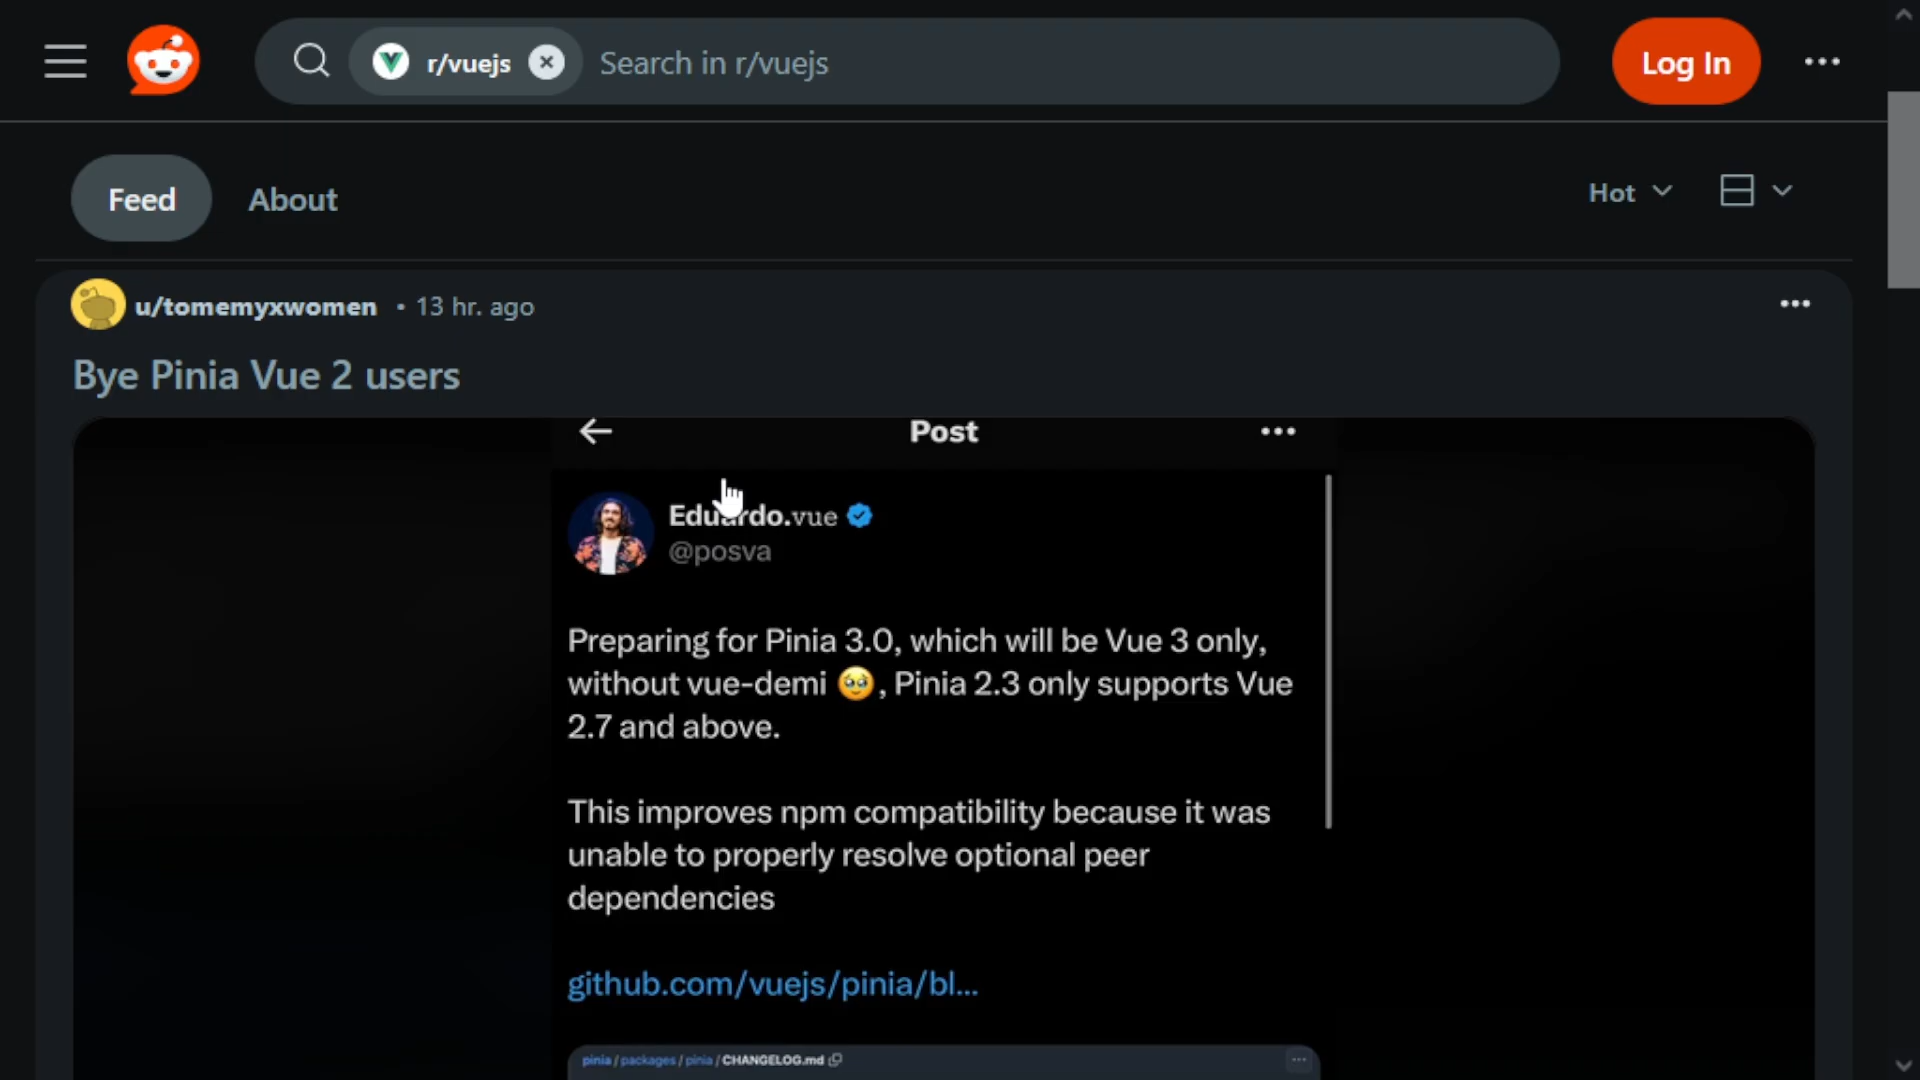 r/vuejs
Search in r/vuejs
Log In
Feed
About
Hot
u/tomemyxwomen • 13 hr. ago
Bye Pinia Vue 2 users
Post
Eduardo.vue
@posva
Preparing for Pinia 3.0, which will be Vue 3 only,
without vue-demi 🥹, Pinia 2.3 only supports Vue
2.7 and above.
This improves npm compatibility because it was
unable to properly resolve optional peer
dependencies
github.com/vuejs/pinia/bl...
pinia / packages / pinia / CHANGELOG.md